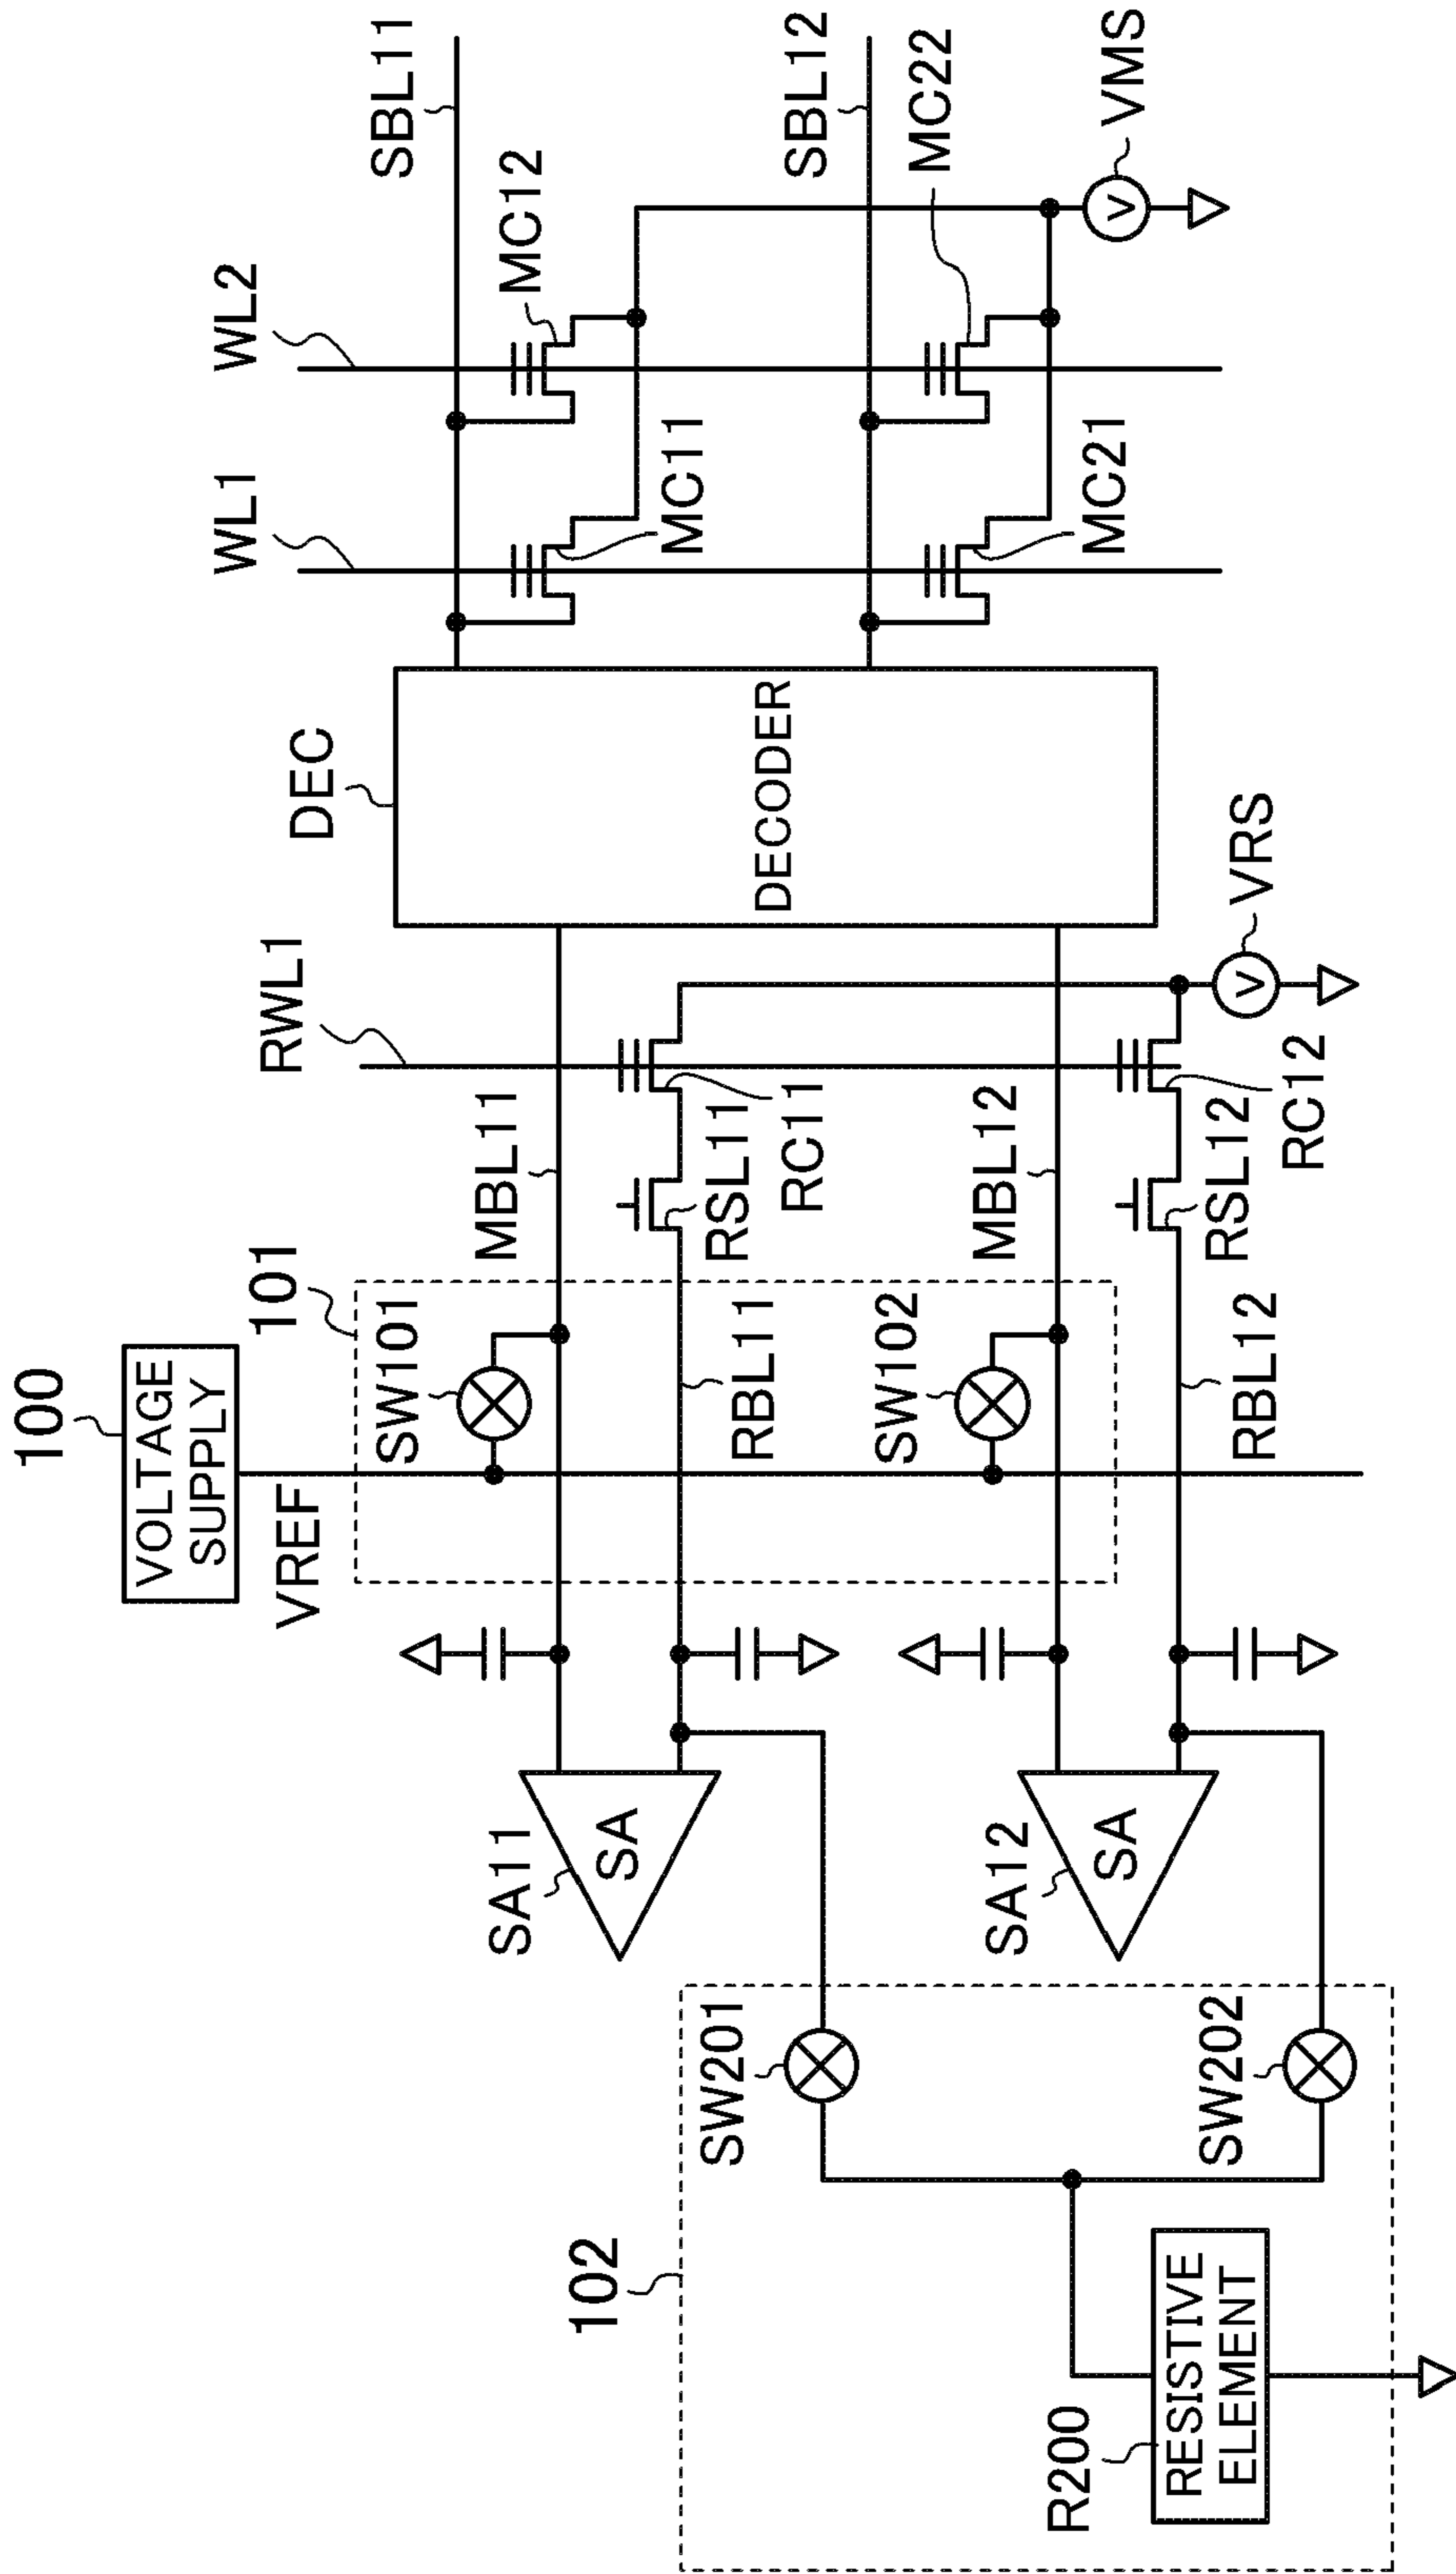 100
VOLTAGE
SUPPLY
VREF
101
SW101
SW102
MBL11
RBL11
MBL12
RBL12
RSL11
RC11
RSL12
RC12
RWL1
VRS
V
DEC
DECODER
WL1
WL2
SBL11
MC12
MC11
SBL12
MC22
MC21
VMS
V
SA11
SA
SA12
SA
102
SW201
SW202
R200
RESISTIVE
ELEMENT